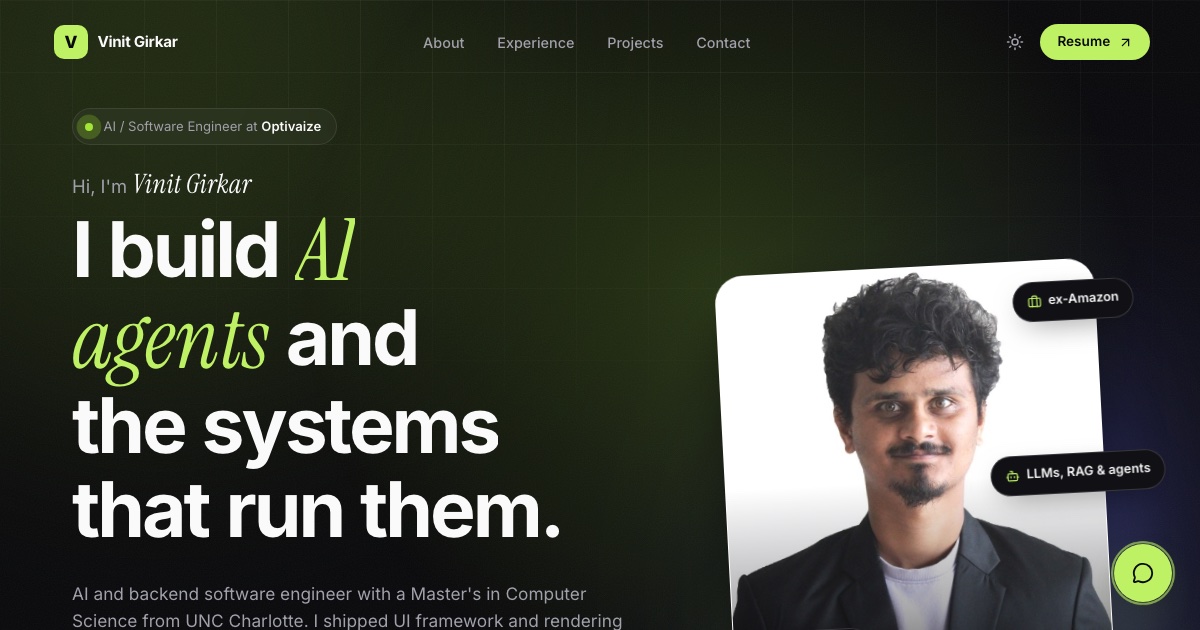 V Vinit Girkar
About Experience Projects Contact
Resume
AI / Software Engineer at Optivaize
Hi, I'm Vinit Girkar
I build AI
agents and
the systems
that run them.
ex-Amazon
LLMs, RAG & agents
AI and backend software engineer with a Master's in Computer
Science from UNC Charlotte. I shipped UI framework and rendering